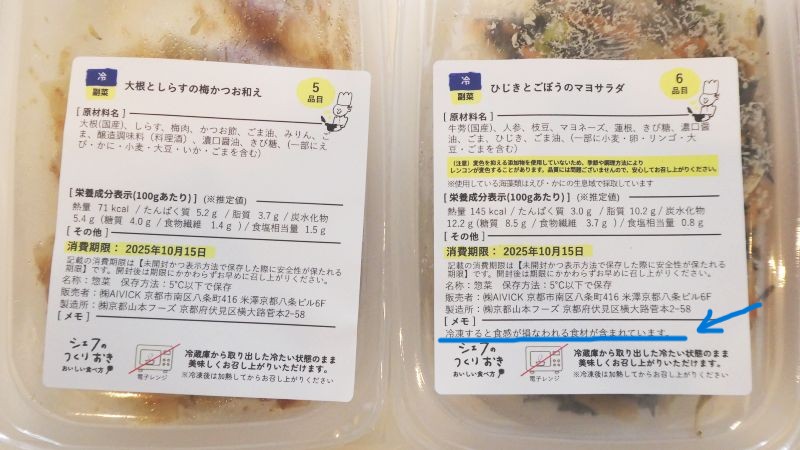 冷
副菜
大根としらすの梅かつお和え
5
品目
[ 原材料名 ]
大根(国産)、しらす、梅肉、かつお節、ごま油、みりん、ご
ま、醸造調味料（料理酒）、濃口醤油、きび糖、(一部にえ
び・かに・小麦・大豆・いか・ごまを含む)
[ 栄養成分表示(100gあたり) ] (※推定値)
熱量 71 kcal / たんぱく質 5.2 g / 脂質 3.7 g / 炭水化物
5.4 g（糖質 4.0 g / 食物繊維 1.4 g ）/ 食塩相当量 1.5 g
[ その他 ]
消費期限： 2025年10月15日
記載の消費期限は【未開封かつ表示方法で保存した際に安全性が保たれる
期限】です。開封後は期限にかかわらずお早めに召し上がりください。
名称：惣菜 保存方法：5°C以下で保存
販売者：㈱AIVICK 京都市南区八条町416 米澤京都八条ビル6F
製造所：㈱京都山本フーズ 京都府伏見区横大路菅本2−58
[ メモ ]
シェフの
つくりおき
おいしい食べ方
電子レンジ
冷蔵庫から取り出した冷たい状態のまま
美味しくお召し上がりいただけます。
※冷凍後は加熱してからお召し上がりください
冷
副菜
ひじきとごぼうのマヨサラダ
6
品目
[ 原材料名 ]
牛蒡(国産)、人参、枝豆、マヨネーズ、蓮根、きび糖、濃口醤
油、ごま、ひじき、ごま油、(一部に小麦・卵・リンゴ・大
豆・ごまを含む)
（注意）変色を抑える添加物を使用していないため、季節や調理方法により
レンコンが変色することがあります。品質には問題ございませんので、安心してお召し上がりください。
※使用している海藻類はえび・かにの生息域で採取しています
[ 栄養成分表示(100gあたり) ] (※推定値)
熱量 145 kcal / たんぱく質 3.0 g / 脂質 10.2 g / 炭水化物
12.2 g（糖質 8.5 g / 食物繊維 3.7 g ）/ 食塩相当量 0.8 g
[ その他 ]
消費期限： 2025年10月15日
記載の消費期限は【未開封かつ表示方法で保存した際に安全性が保たれる
期限】です。開封後は期限にかかわらずお早めに召し上がりください。
名称：惣菜 保存方法：5°C以下で保存
販売者：㈱AIVICK 京都市南区八条町416 米澤京都八条ビル6F
製造所：㈱京都山本フーズ 京都府伏見区横大路菅本2−58
[ メモ ]
冷凍すると食感が損なわれる食材が含まれています。
シェフの
つくりおき
おいしい食べ方
電子レンジ
冷蔵庫から取り出した冷たい状態のまま
美味しくお召し上がりいただけます。
※冷凍後は加熱してからお召し上がりください